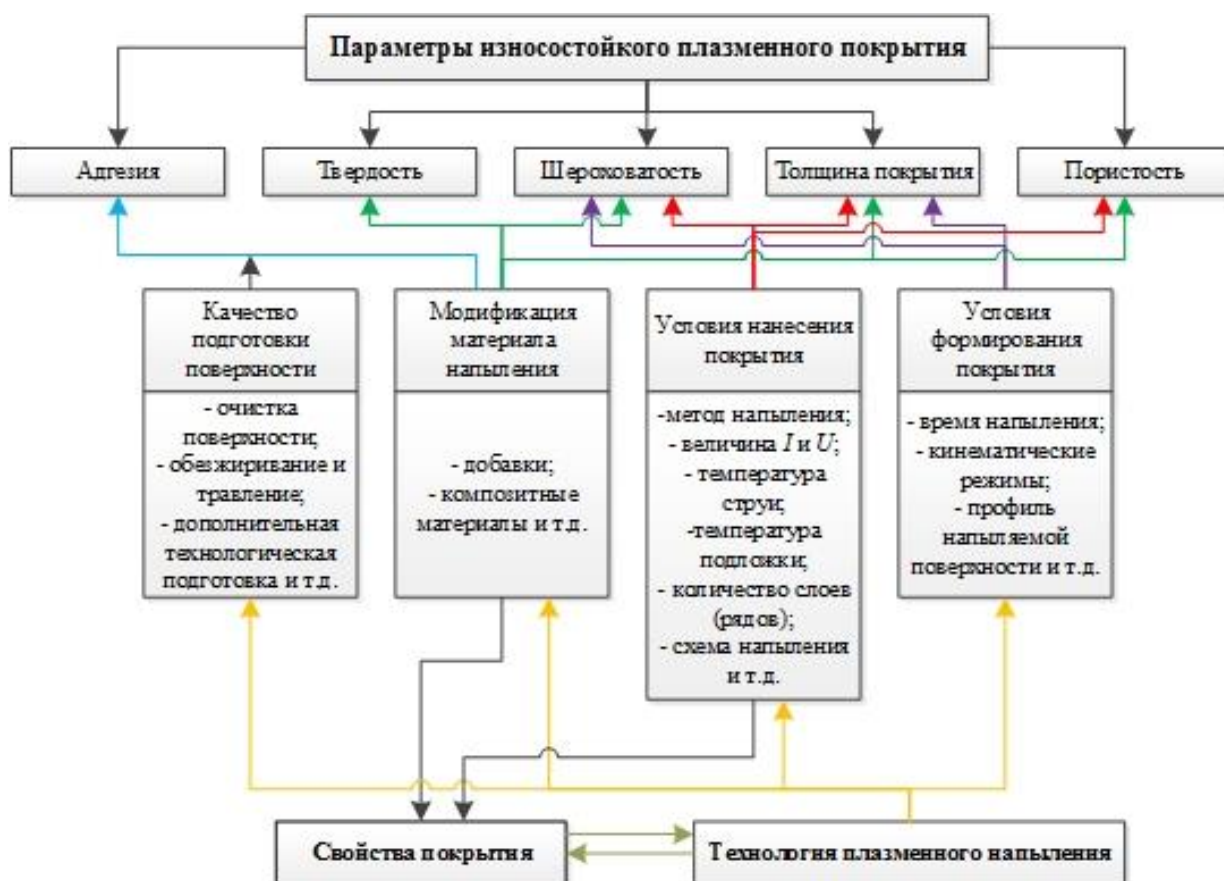 Параметры износостойкого плазменного покрытия
Адгезия
Твердость
Шероховатость
Толщина покрытия
Пористость
Качество
подготовки
поверхности
- очистка
поверхности;
- обезжиривание и
травление;
- дополнительная
технологическая
подготовка и т.д.
Модификация
материала
напыления
- добавки;
- композитные
материалы и т.д.
Условия нанесения
покрытия
-метод напыления;
- величина I и U;
- температура
струи;
-температура
подложки;
- количество слоев
(рядов);
- схема напыления
и т.д.
Условия
формирования
покрытия
- время напыления;
- кинематические
режимы;
- профиль
напыляемой
поверхности и т.д.
Свойства покрытия
Технология плазменного напыления